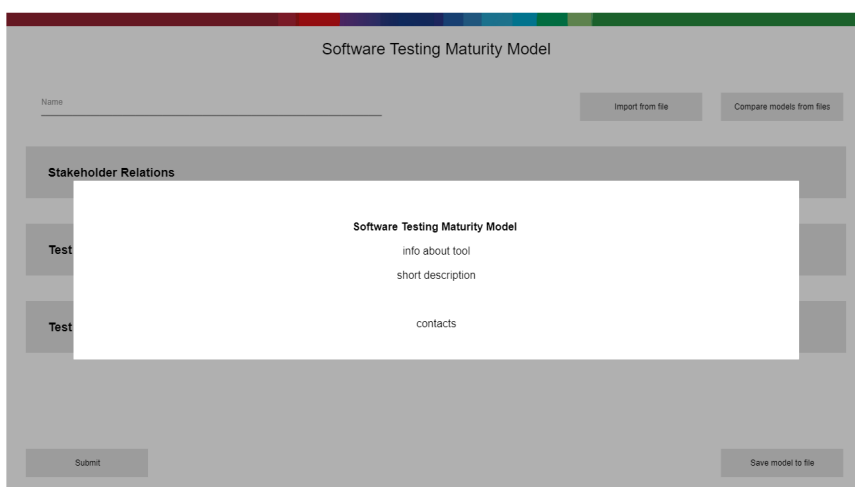 Software Testing Maturity Model
Name
Import from file
Compare models from files
Stakeholder Relations
Software Testing Maturity Model
info about tool
short description
contacts
Test
Test
Submit
Save model to file